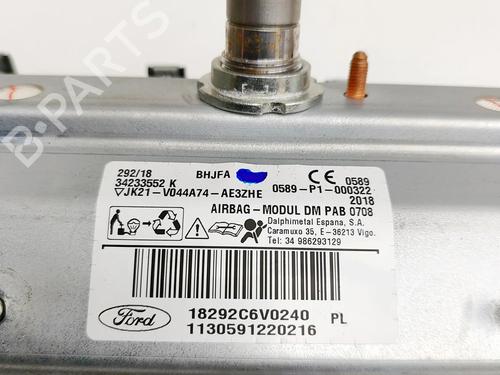 292/18 BHJFA CE 0589
34233552 K 0589-P1-000322
▽JK21-V044A74-AE3ZHE 2018
AIRBAG-MODUL DM PAB 0708
Dalphimetal Espana, S.A.
Caramuxo 35, E-36213 Vigo.
Tel: 34 986293129
Ford
18292C6V0240 PL
1130591220216